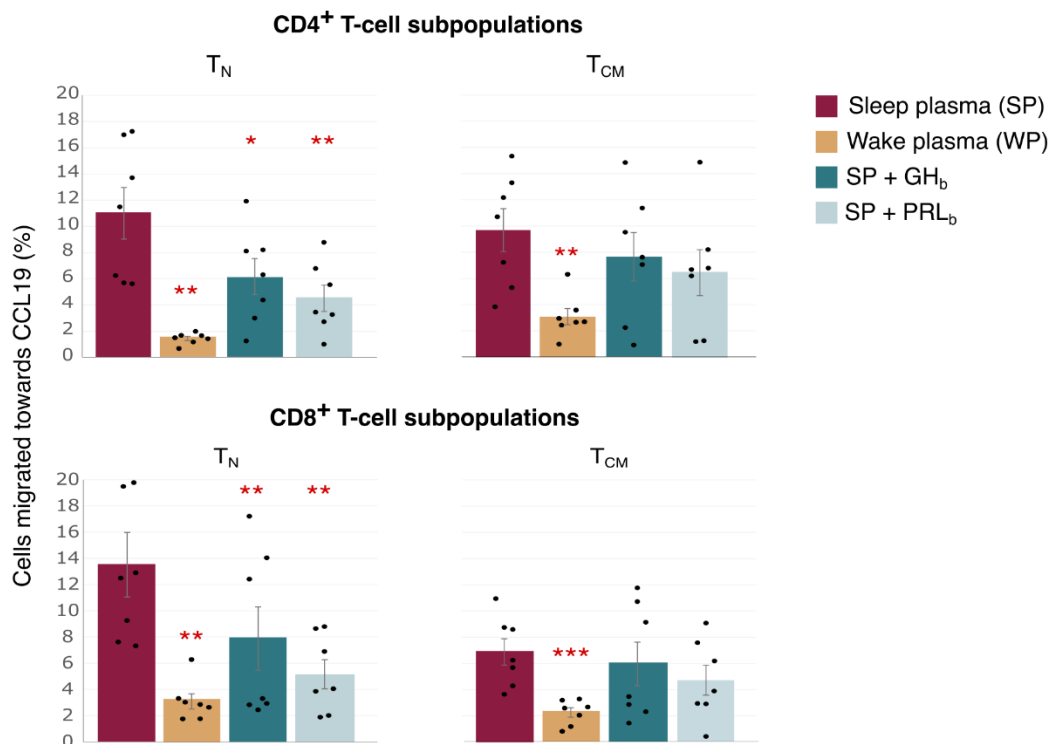 CD4+ T-cell subpopulations
TN
TCM
20
18
16
14
12
10
8
6
4
2
0
*
**
**
**
Sleep plasma (SP)
Wake plasma (WP)
SP + GHb
SP + PRLb
Cells migrated towards CCL19 (%)
CD8+ T-cell subpopulations
TN
TCM
20
18
16
14
12
10
8
6
4
2
0
**
**
**
***